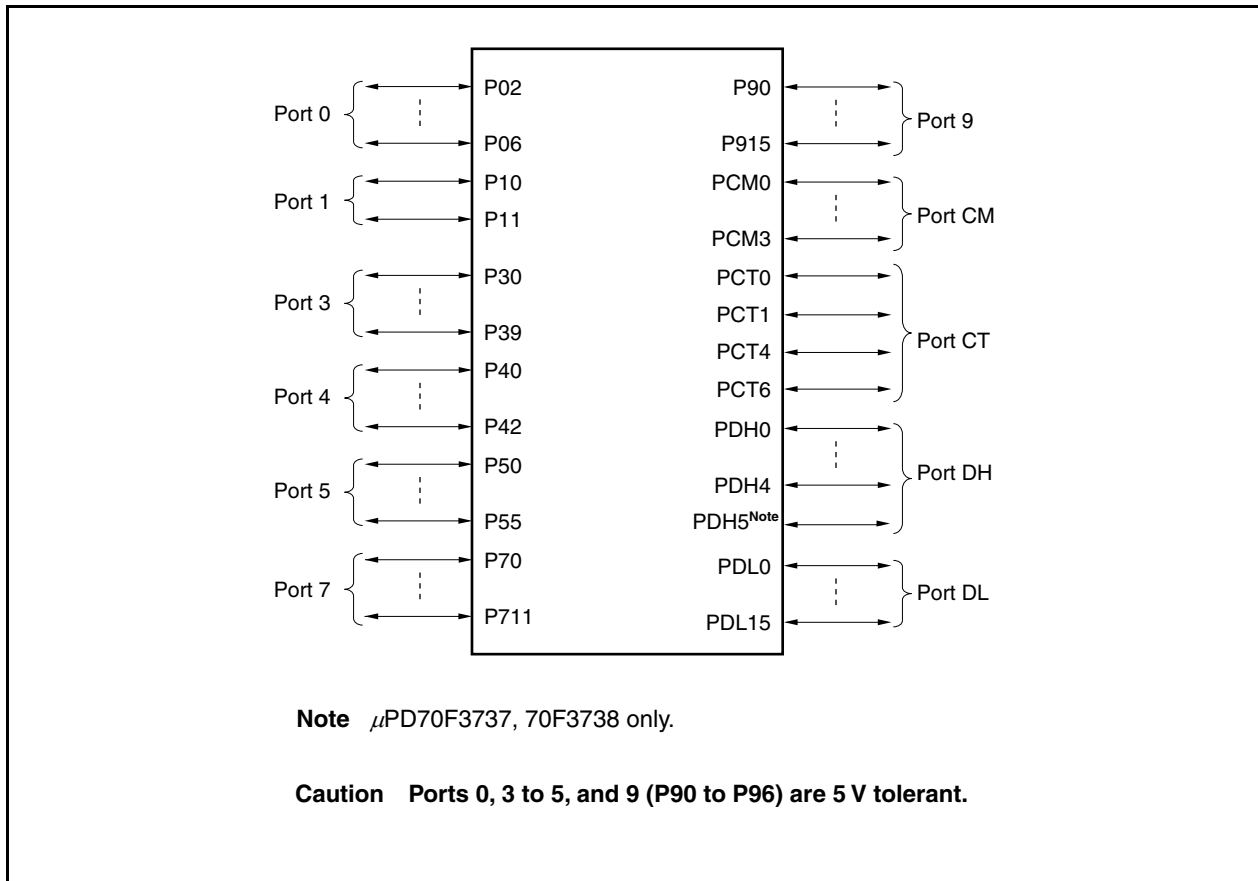 Port 0
P02
P06
Port 1
P10
P11
Port 3
P30
P39
Port 4
P40
P42
Port 5
P50
P55
Port 7
P70
P711
P90
P915
Port 9
PCM0
PCM3
Port CM
PCT0
PCT1
PCT4
PCT6
Port CT
PDH0
PDH4
PDH5Note
Port DH
PDL0
PDL15
Port DL
Note μPD70F3737, 70F3738 only.
Caution Ports 0, 3 to 5, and 9 (P90 to P96) are 5 V tolerant.